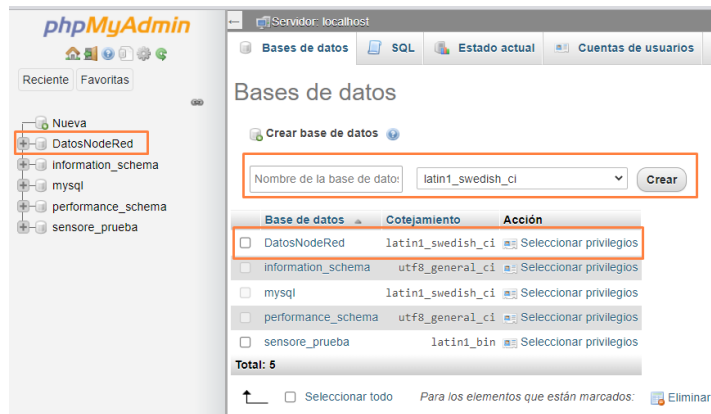 phpMyAdmin
Reciente Favoritas
Nueva
DatosNodeRed
information_schema
mysql
performance_schema
sensore_prueba
Servidor: localhost
Bases de datos SQL Estado actual Cuentas de usuarios
Bases de datos
Crear base de datos
Nombre de la base de datos latin1_swedish_ci Crear
Base de datos Cotejamiento Acción
DatosNodeRed latin1_swedish_ci Seleccionar privilegios
information_schema utf8_general_ci Seleccionar privilegios
mysql latin1_swedish_ci Seleccionar privilegios
performance_schema utf8_general_ci Seleccionar privilegios
sensore_prueba latin1_bin Seleccionar privilegios
Total: 5
Seleccionar todo Para los elementos que están marcados: Eliminar